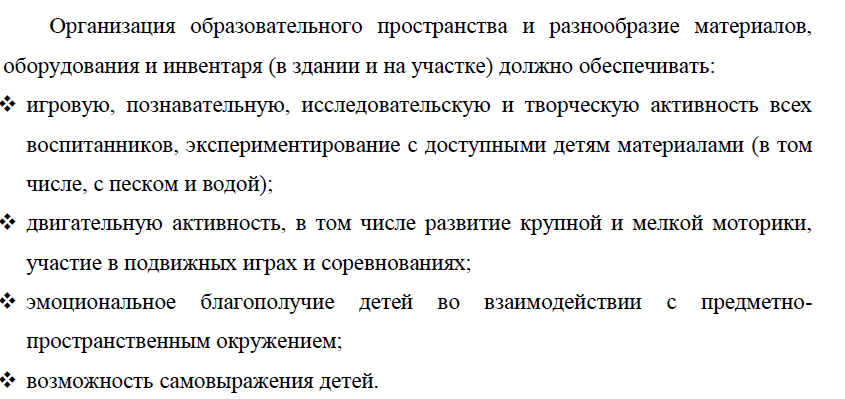 Организация образовательного пространства и разнообразие материалов,
оборудования и инвентаря (в здании и на участке) должно обеспечивать:
❖ игровую, познавательную, исследовательскую и творческую активность всех
воспитанников, экспериментирование с доступными детям материалами (в том
числе, с песком и водой);
❖ двигательную активность, в том числе развитие крупной и мелкой моторики,
участие в подвижных играх и соревнованиях;
❖ эмоциональное благополучие детей во взаимодействии с предметно-
пространственным окружением;
❖ возможность самовыражения детей.